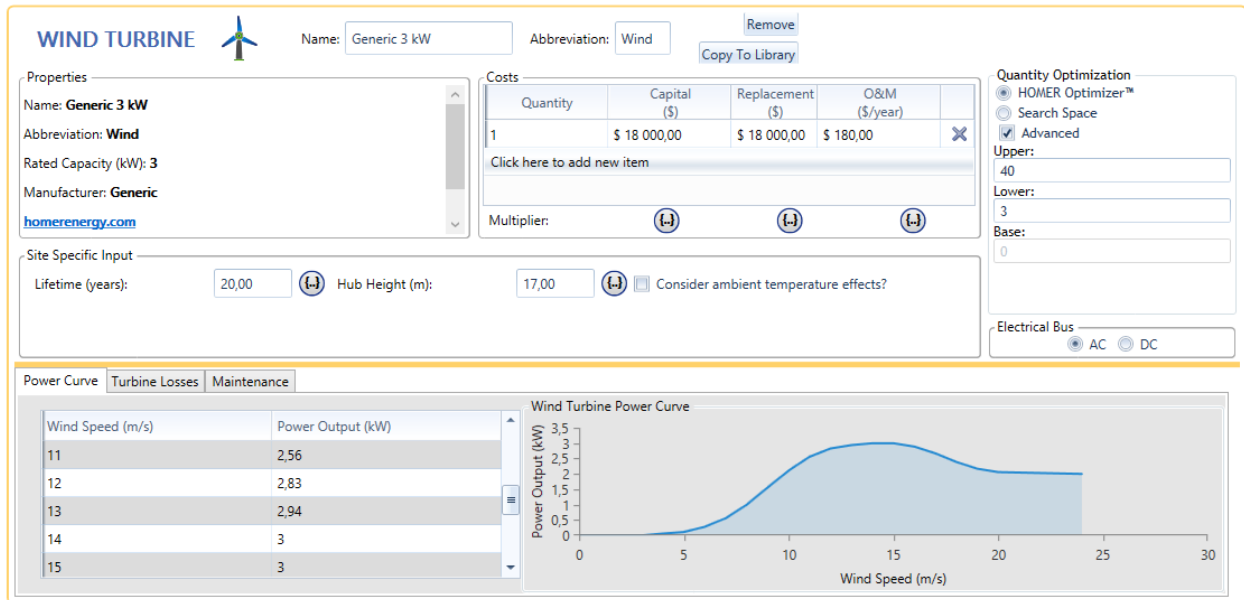 WIND TURBINE
Name: Generic 3 kW
Abbreviation: Wind
Remove
Copy To Library
Properties
Name: Generic 3 kW
Abbreviation: Wind
Rated Capacity (kW): 3
Manufacturer: Generic
homerenergy.com
Costs
Quantity Capital ($) Replacement ($) O&M ($/year)
1 $ 18 000,00 $ 18 000,00 $ 180,00
Click here to add new item
Multiplier: {..} {..} {..}
Quantity Optimization
HOMER Optimizer™
Search Space
Advanced
Upper:
40
Lower:
3
Base:
0
Site Specific Input
Lifetime (years): 20,00 {..} Hub Height (m): 17,00 {..} Consider ambient temperature effects?
Electrical Bus
AC DC
Power Curve Turbine Losses Maintenance
Wind Speed (m/s) Power Output (kW)
11 2,56
12 2,83
13 2,94
14 3
15 3
Wind Turbine Power Curve
Power Output (kW)
3,5
3
2,5
2
1,5
1
0,5
0
0 5 10 15 20 25 30
Wind Speed (m/s)